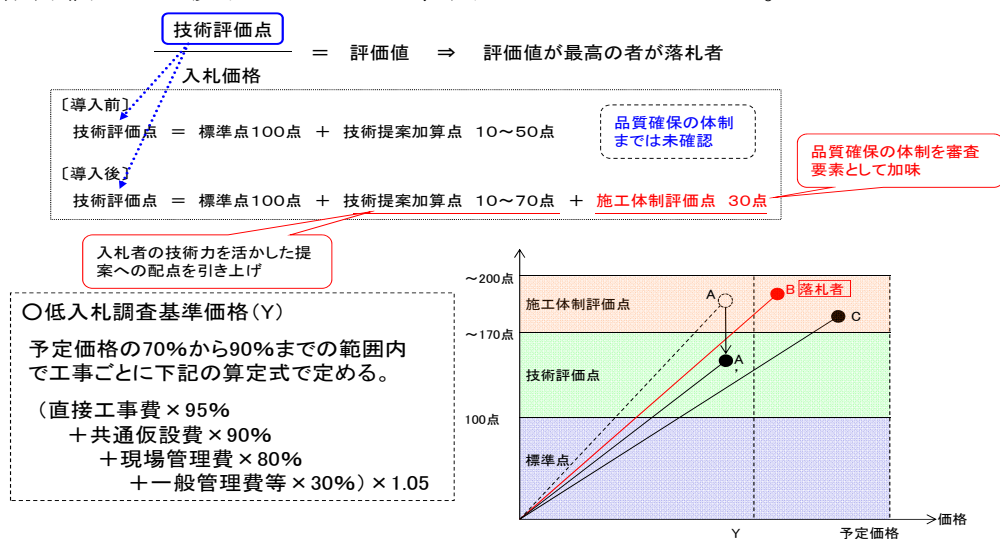 技術評価点
入札価格
＝ 評価値 ⇒ 評価値が最高の者が落札者
〔導入前〕
技術評価点 ＝ 標準点100点 ＋ 技術提案加算点 10～50点
品質確保の体制
までは未確認
〔導入後〕
技術評価点 ＝ 標準点100点 ＋ 技術提案加算点 10～70点 ＋ 施工体制評価点 30点
品質確保の体制を審査
要素として加味
入札者の技術力を活かした提
案への配点を引き上げ
○低入札調査基準価格(Y)
予定価格の70%から90%までの範囲内
で工事ごとに下記の算定式で定める。
（直接工事費×95%
＋共通仮設費×90%
＋現場管理費×80%
＋一般管理費等×30%）×1.05
～200点
施工体制評価点
A
B 落札者
C
～170点
A'
技術評価点
100点
標準点
価格
Y
予定価格